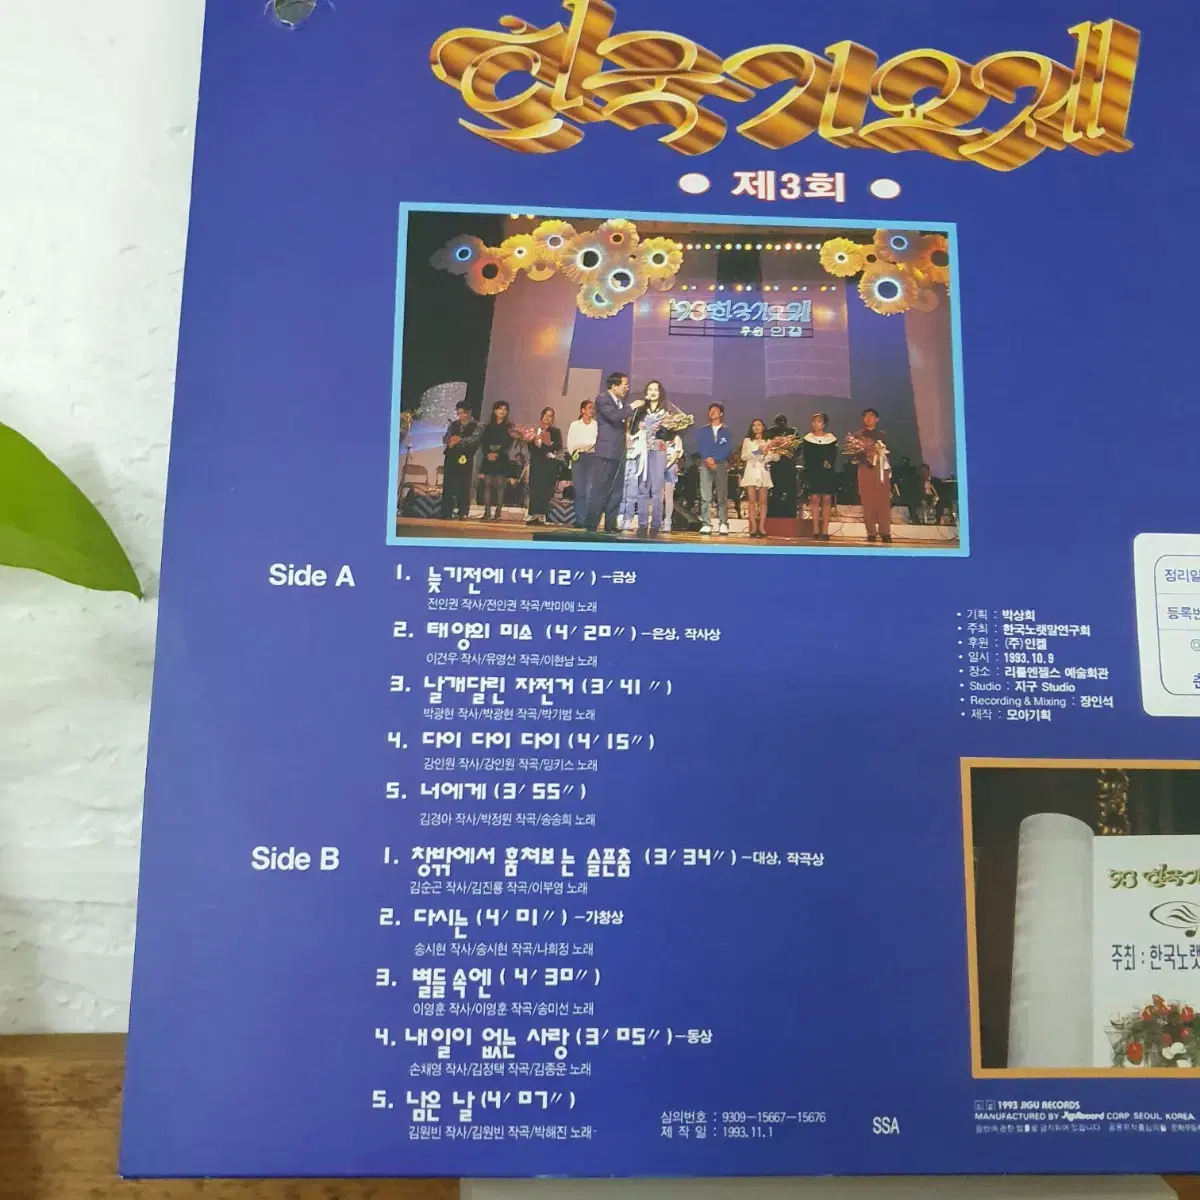 한국가요제
제3회
'93한국가요제
후원 인켈
Side A
1. 늦기전에 (4′ 12″) -금상
전인권 작사/전인권 작곡/박미애 노래
2. 태양의 미소 (4′ 20″) -은상, 작사상
이건우 작사/유영선 작곡/이현남 노래
3. 날개달린 자전거 (3′ 41″)
박광현 작사/박광현 작곡/박기범 노래
4. 다이 다이 다이 (4′ 15″)
강인원 작사/강인원 작곡/밍키스 노래
5. 너에게 (3′ 55″)
김경아 작사/박정원 작곡/송승희 노래
Side B
1. 창밖에서 훔쳐보는 슬픈춤 (3′ 34″) -대상, 작곡상
김순곤 작사/김진룡 작곡/이부영 노래
2. 다시는 (4′ 01″) -가창상
송시현 작사/송시현 작곡/나희정 노래
3. 별들 속엔 (4′ 30″)
이영훈 작사/이영훈 작곡/송미선 노래
4. 내일이 없는 사랑 (3′ 05″) -동상
손채영 작사/김정택 작곡/김종운 노래
5. 남은 날 (4′ 07″)
김원빈 작사/김원빈 작곡/박해진 노래
심의번호 : 9309-15667-15676
제 작 일 : 1993.11.1
SSA
• 기획 : 박상희
• 주최 : 한국노랫말연구회
• 후원 : (주)인켈
• 일시 : 1993.10.9
• 장소 : 리틀엔젤스 예술회관
• Studio : 지구 Studio
• Recording & Mixing : 장인석
• 제작 : 모아기획
정리일
등록번
춘
93 한국가
주최 : 한국노랫
ⓒ ⓟ 1993 JIGU RECORDS
MANUFACTURED BY Jigu Record CORP. SEOUL KOREA.